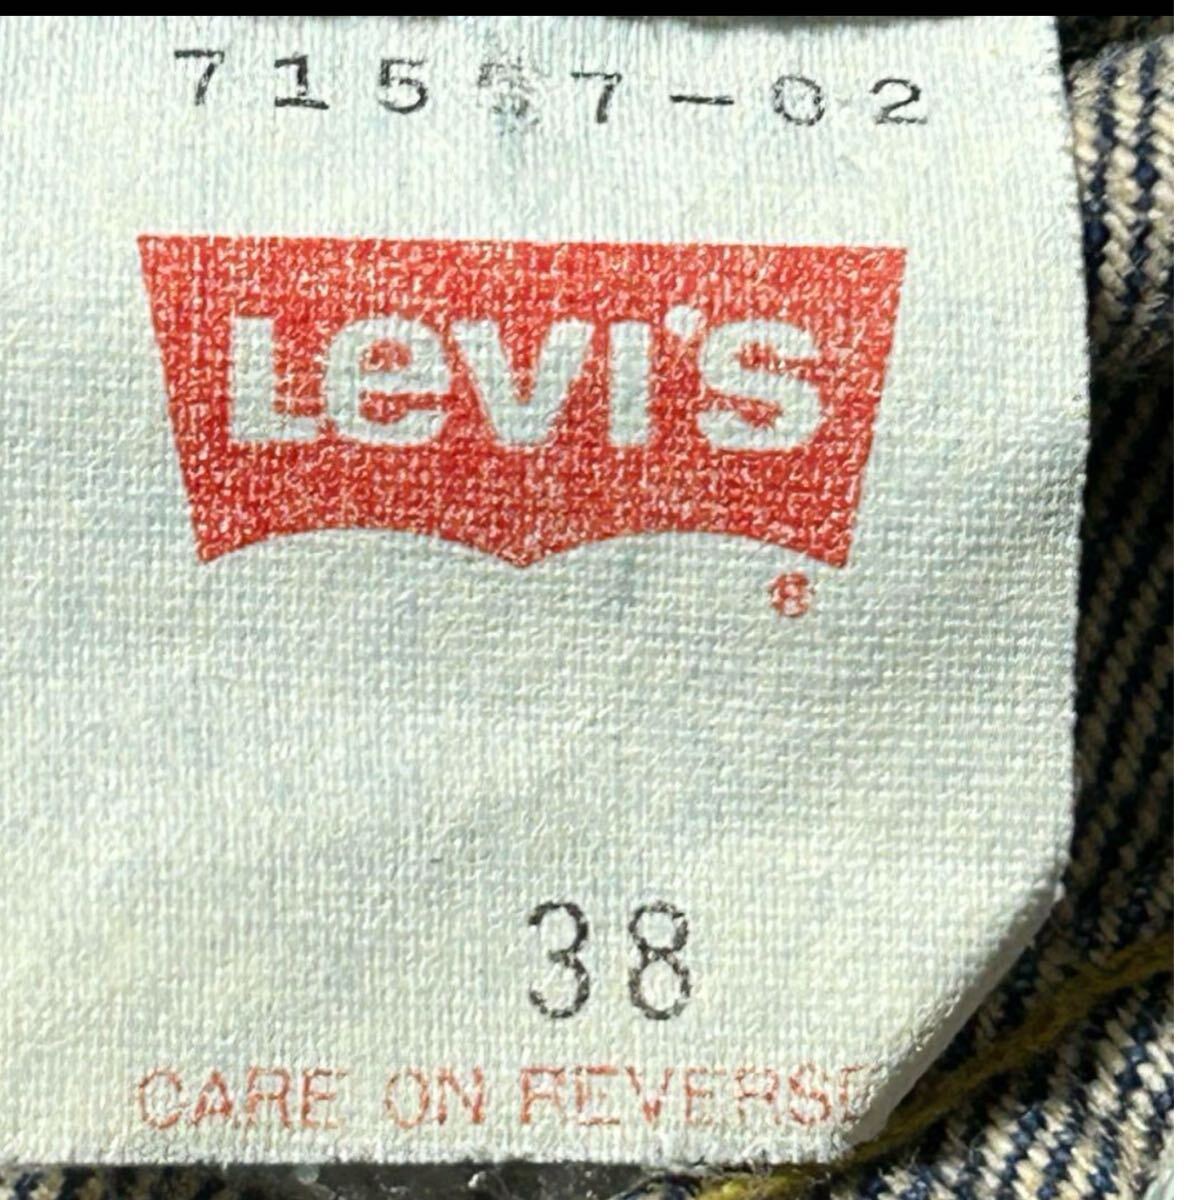 71557-02
Levi's
®
38
CARE ON REVERSE